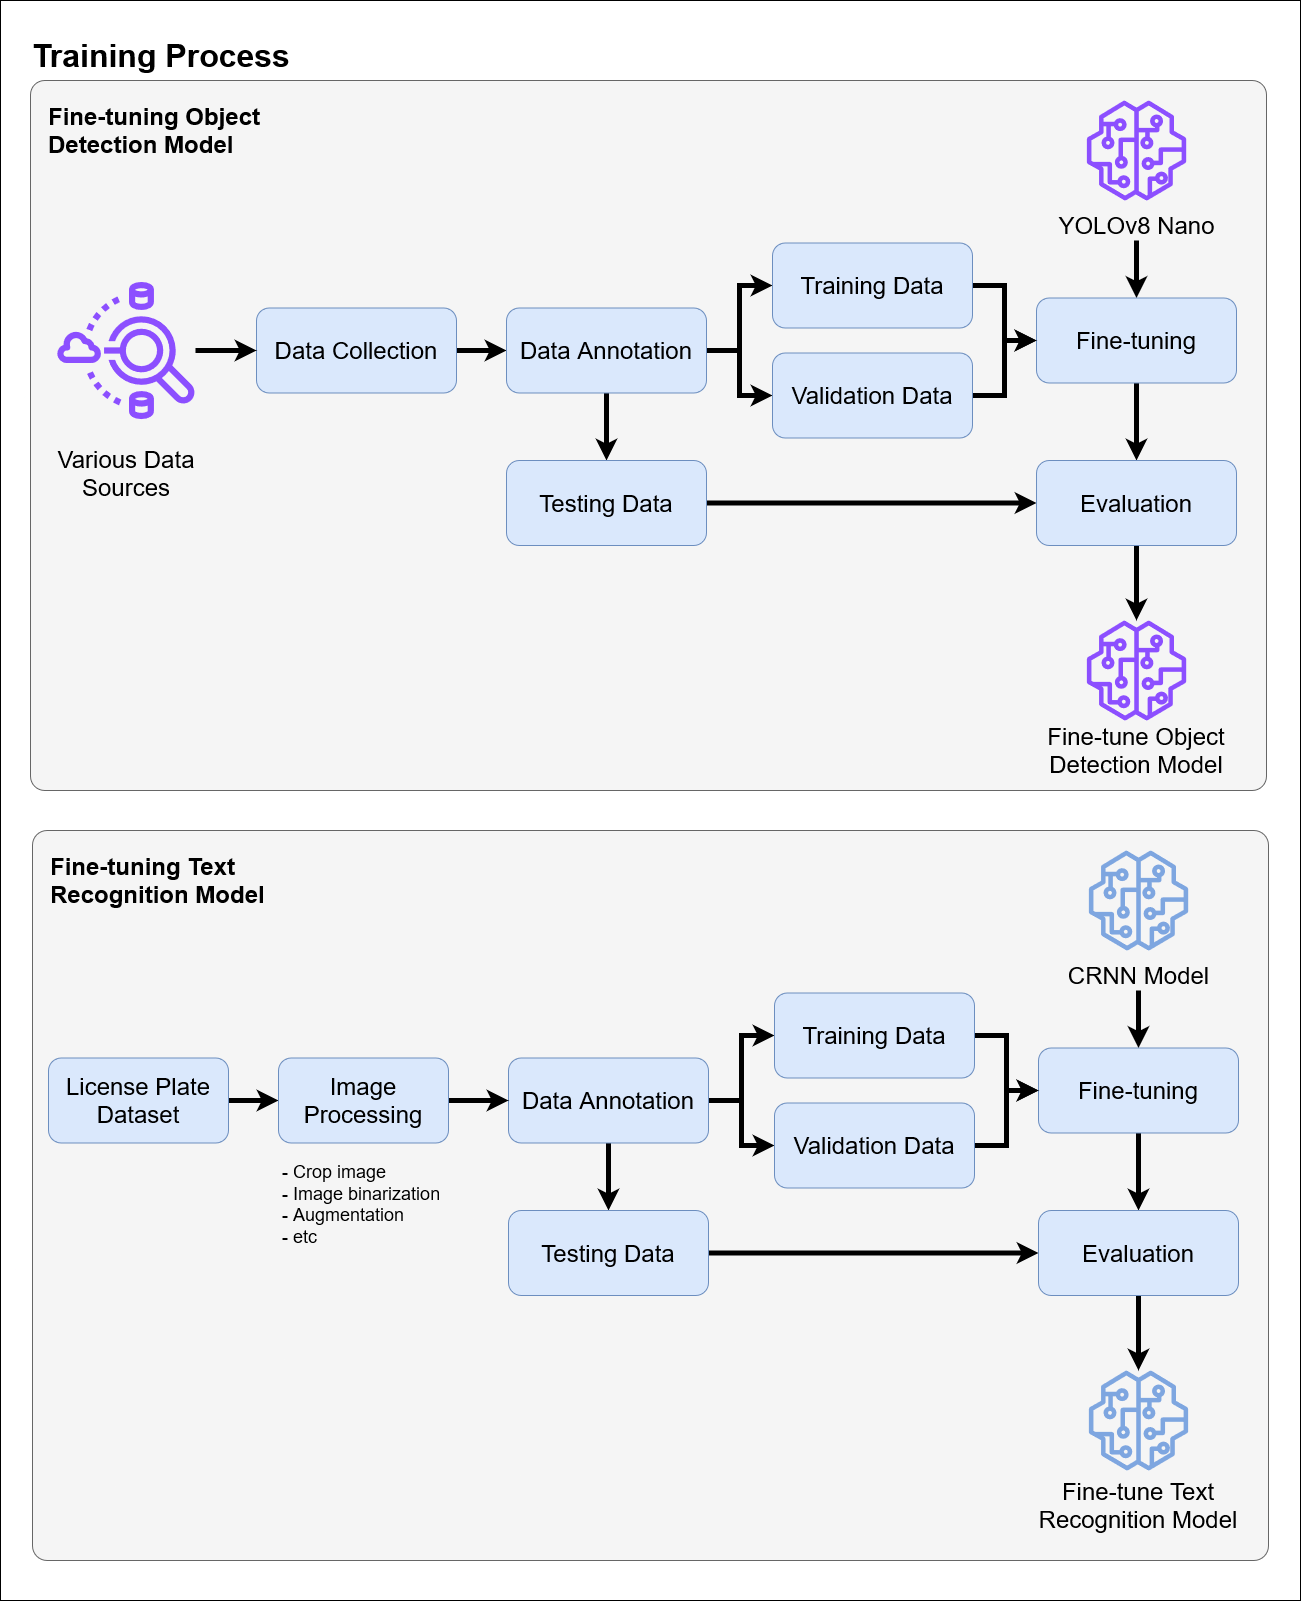 Training Process
Fine-tuning Object
Detection Model
YOLOv8 Nano
Various Data
Sources
Data Collection
Data Annotation
Training Data
Validation Data
Fine-tuning
Testing Data
Evaluation
Fine-tune Object
Detection Model
Fine-tuning Text
Recognition Model
CRNN Model
License Plate
Dataset
Image
Processing
- Crop image
- Image binarization
- Augmentation
- etc
Data Annotation
Training Data
Validation Data
Fine-tuning
Testing Data
Evaluation
Fine-tune Text
Recognition Model